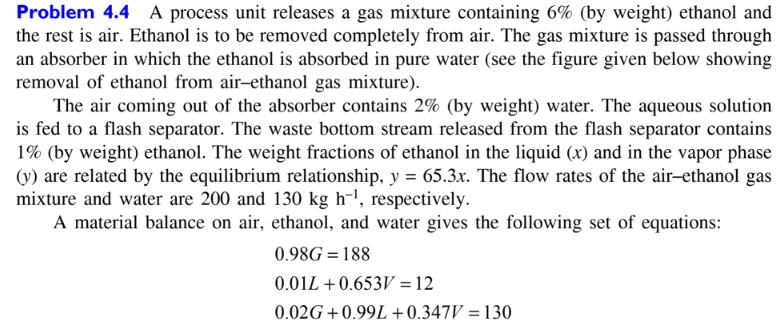 Problem 4.4 A process unit releases a gas mixture containing 6% (by weight) ethanol and
the rest is air. Ethanol is to be removed completely from air. The gas mixture is passed through
an absorber in which the ethanol is absorbed in pure water (see the figure given below showing
removal of ethanol from air–ethanol gas mixture).
The air coming out of the absorber contains 2% (by weight) water. The aqueous solution
is fed to a flash separator. The waste bottom stream released from the flash separator contains
1% (by weight) ethanol. The weight fractions of ethanol in the liquid (x) and in the vapor phase
(y) are related by the equilibrium relationship, y = 65.3x. The flow rates of the air–ethanol gas
mixture and water are 200 and 130 kg h⁻¹, respectively.
A material balance on air, ethanol, and water gives the following set of equations:
0.98G = 188
0.01L + 0.653V = 12
0.02G + 0.99L + 0.347V = 130